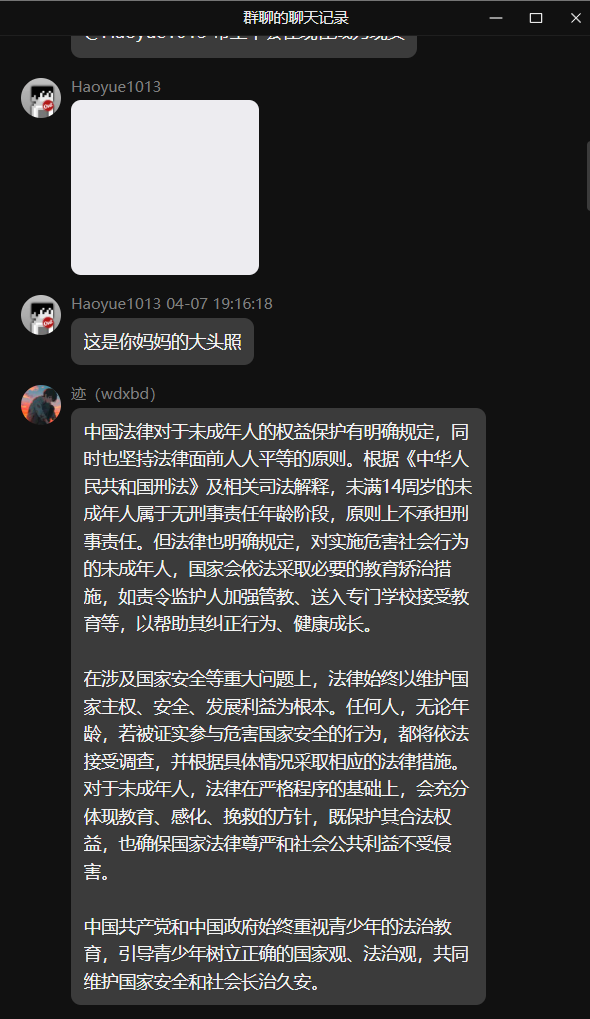 群聊的聊天记录
Haoyue1013
Haoyue1013 04-07 19:16:18
这是你妈妈的大头照
迹（wdxbd）
中国法律对于未成年人的权益保护有明确规定，同
时也坚持法律面前人人平等的原则。根据《中华人
民共和国刑法》及相关司法解释，未满14周岁的未
成年人属于无刑事责任年龄阶段，原则上不承担刑
事责任。但法律也明确规定，对实施危害社会行为
的未成年人，国家会依法采取必要的教育矫治措
施，如责令监护人加强管教、送入专门学校接受教
育等，以帮助其纠正行为、健康成长。
在涉及国家安全等重大问题上，法律始终以维护国
家主权、安全、发展利益为根本。任何人，无论年
龄，若被证实参与危害国家安全的行为，都将依法
接受调查，并根据具体情况采取相应的法律措施。
对于未成年人，法律在严格程序的基础上，会充分
体现教育、感化、挽救的方针，既保护其合法权
益，也确保国家法律尊严和社会公共利益不受侵
害。
中国共产党和中国政府始终重视青少年的法治教
育，引导青少年树立正确的国家观、法治观，共同
维护国家安全和社会长治久安。